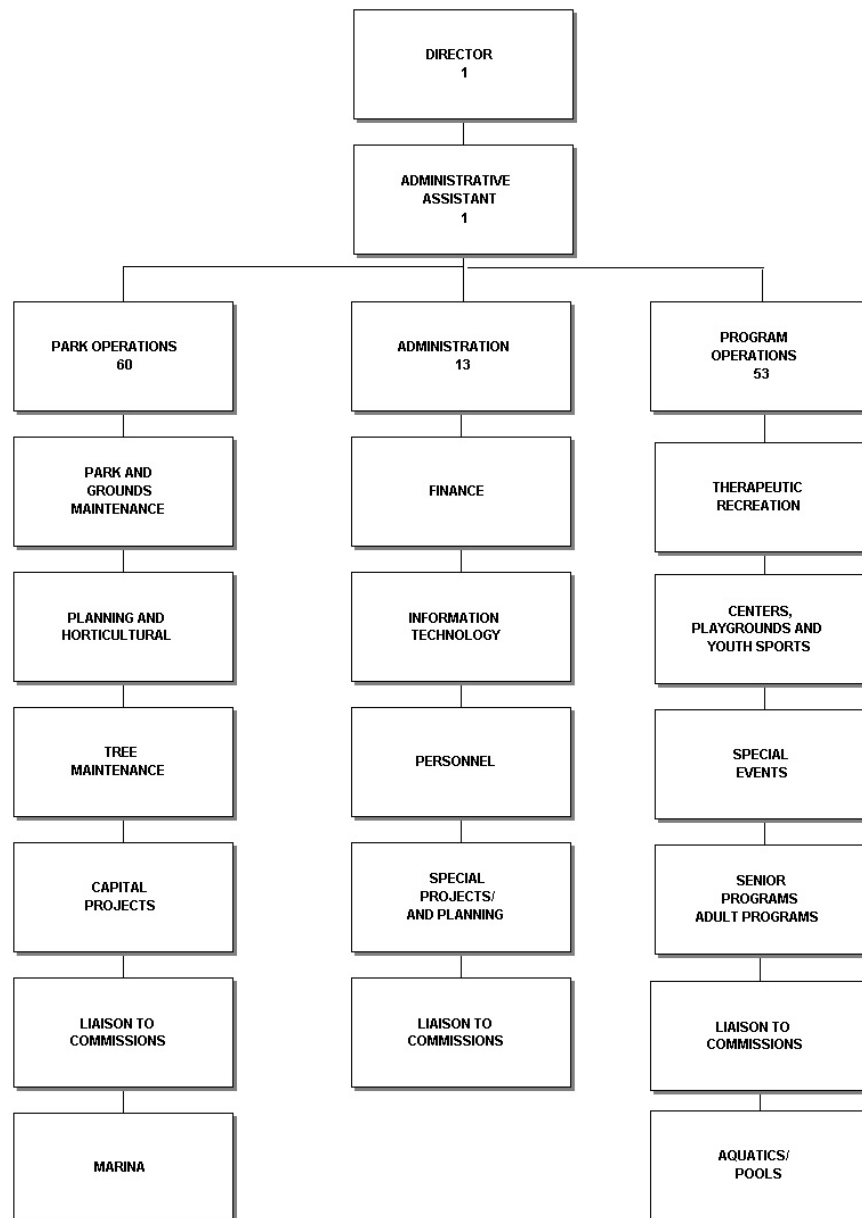 DIRECTOR
1
ADMINISTRATIVE
ASSISTANT
1
PARK OPERATIONS
60
ADMINISTRATION
13
PROGRAM
OPERATIONS
53
PARK AND
GROUNDS
MAINTENANCE
FINANCE
THERAPEUTIC
RECREATION
PLANNING AND
HORTICULTURAL
INFORMATION
TECHNOLOGY
CENTERS,
PLAYGROUNDS AND
YOUTH SPORTS
TREE
MAINTENANCE
PERSONNEL
SPECIAL
EVENTS
CAPITAL
PROJECTS
SPECIAL
PROJECTS/
AND PLANNING
SENIOR
PROGRAMS
ADULT PROGRAMS
LIAISON TO
COMMISSIONS
LIAISON TO
COMMISSIONS
LIAISON TO
COMMISSIONS
MARINA
AQUATICS/
POOLS